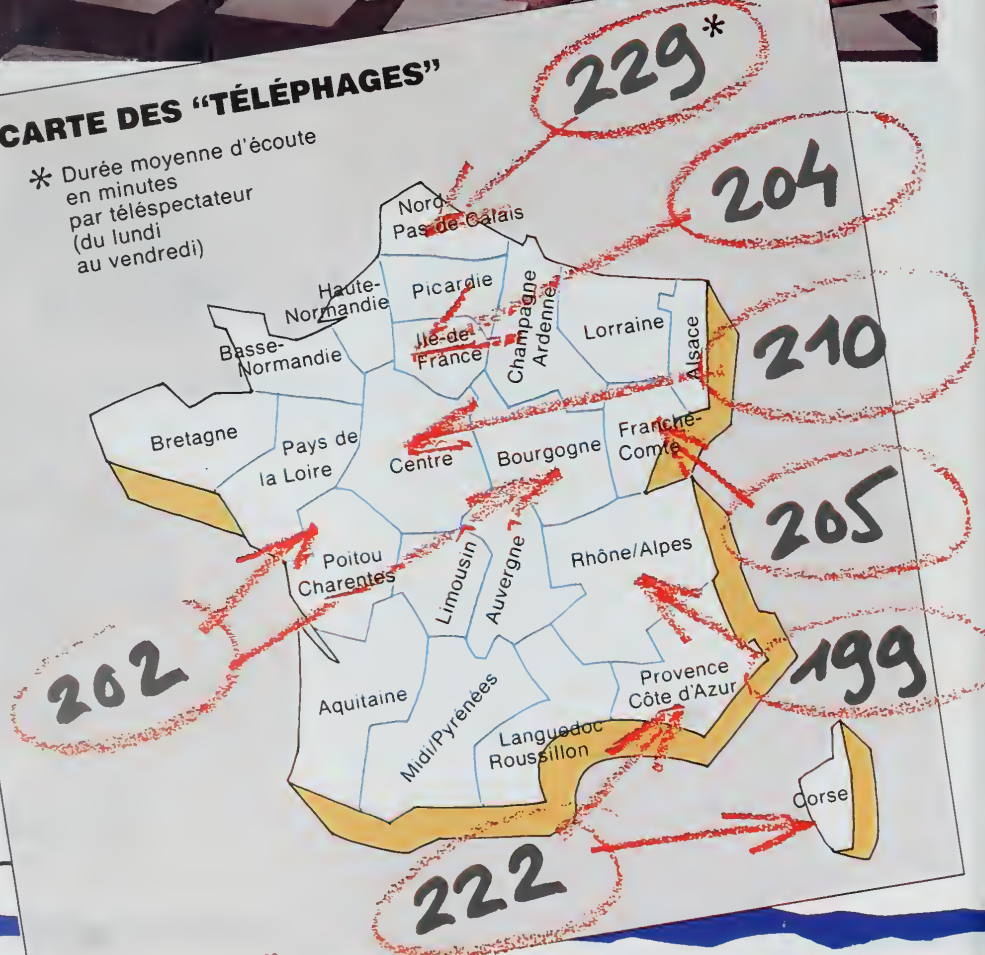 CARTE DES “TÉLÉPHAGES”
* Durée moyenne d'écoute
en minutes
par téléspectateur
(du lundi
au vendredi)
229*
204
210
205
199
222
202
Nord-
Pas de Calais
Picardie
Haute-
Normandie
Basse-
Normandie
Ile-de-
France
Champagne
Ardenne
Lorraine
Alsace
Bretagne
Pays de
la Loire
Centre
Bourgogne
Franche-
Comté
Poitou
Charentes
Limousin
Auvergne
Rhône/Alpes
Aquitaine
Midi/Pyrénées
Languedoc
Roussillon
Provence
Côte d'Azur
Corse